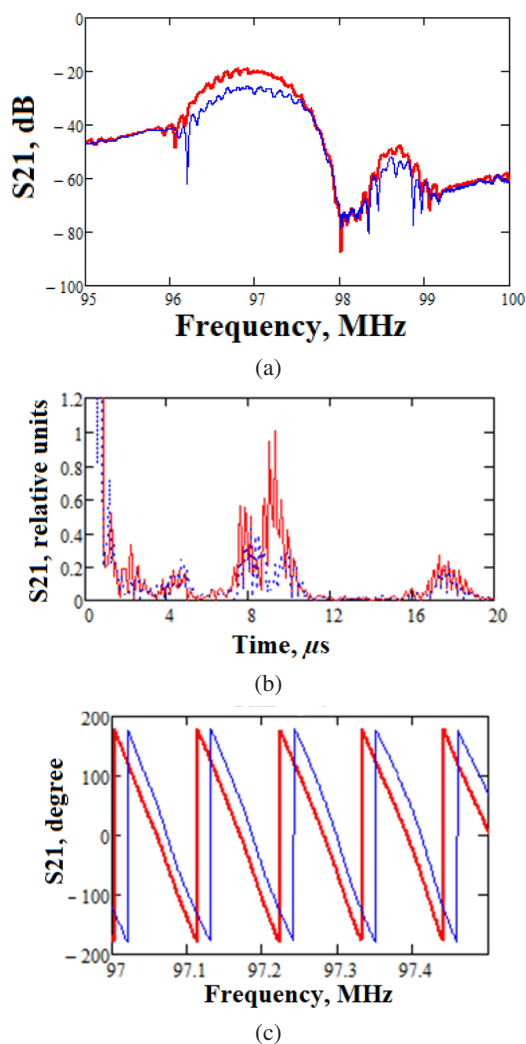 0
−20
−40
−60
−80
−100
S21, dB
95 96 97 98 99 100
Frequency, MHz
(a)
1.2
1
0.8
0.6
0.4
0.2
0
S21, relative units
0 4 8 12 16 20
Time, μs
(b)
200
100
0
−100
−200
S21, degree
97 97.1 97.2 97.3 97.4
Frequency, MHz
(c)